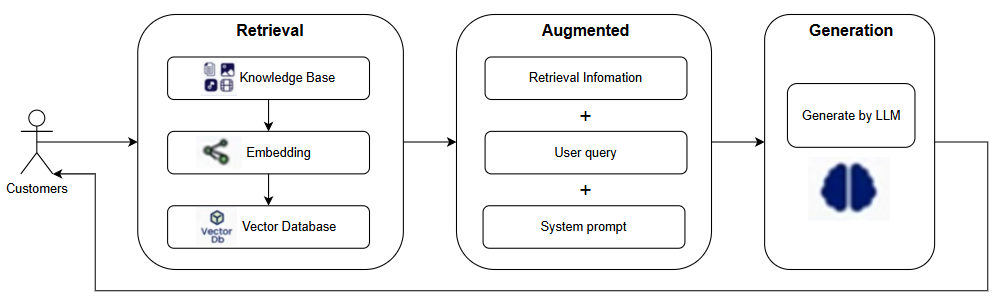 Retrieval
Knowledge Base
Embedding
Vector Db
Vector Database
Augmented
Retrieval Infomation
+
User query
+
System prompt
Generation
Generate by LLM
Customers